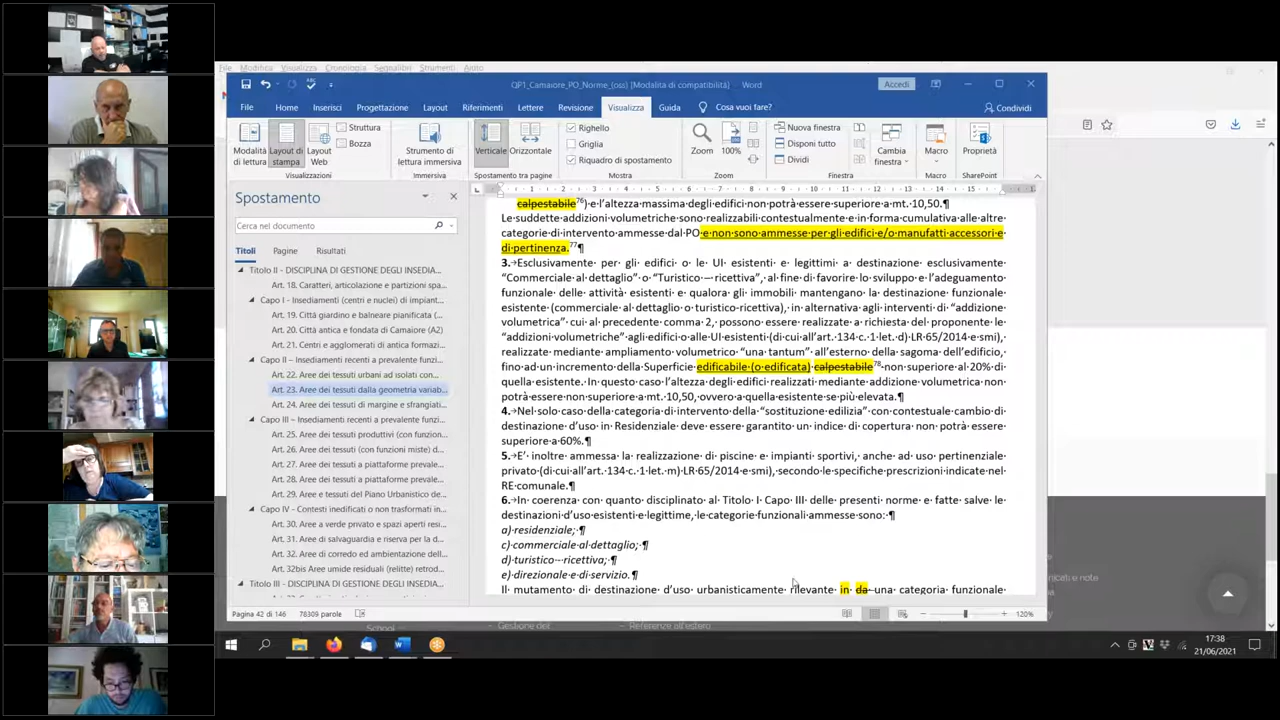 File Modifica Visualizza Cronologia Segnalibri Strumenti Aiuto
QP1_Camaiore_PO_Norme_(oss) [Modalità di compatibilità] - Word
Accedi
File Home Inserisci Progettazione Layout Riferimenti Lettere Revisione Visualizza Guida Cosa vuoi fare? Condividi
Modalità di lettura
Layout di stampa
Layout Web
Struttura
Bozza
Visualizzazioni
Strumento di lettura immersiva
Immersiva
Verticale Orizzontale
Spostamento tra pagine
Righello
Griglia
Riquadro di spostamento
Mostra
Zoom 100%
Zoom
Nuova finestra
Disponi tutto
Dividi
Cambia finestra
Finestra
Macro
Macro
Proprietà
SharePoint
Spostamento
Cerca nel documento
Titoli Pagine Risultati
Titolo II - DISCIPLINA DI GESTIONE DEGLI INSEDIA...
Art. 18. Caratteri, articolazione e partizioni spa...
Capo I - Insediamenti (centri e nuclei) di impiant...
Art. 19. Città giardino e balneare pianificata (...
Art. 20. Città antica e fondata di Camaiore (A2)
Art. 21. Centri e agglomerati di antica formazi...
Capo II – Insediamenti recenti a prevalente funzi...
Art. 22. Aree dei tessuti urbani ad isolati con...
Art. 23. Aree dei tessuti dalla geometria variab...
Art. 24. Aree dei tessuti di margine e sfrangiati...
Capo III – Insediamenti recenti a prevalente funzi...
Art. 25. Aree dei tessuti produttivi (con funzion...
Art. 26. Aree dei tessuti (con funzioni miste) di...
Art. 27. Aree dei tessuti a piattaforme prevale...
Art. 28. Aree dei tessuti a piattaforme prevale...
Art. 29. Aree e tessuti del Piano Urbanistico de...
Capo IV - Contesti inedificati o non trasformati in...
Art. 30. Aree a verde privato e spazi aperti resi...
Art. 31. Aree di salvaguardia e riserva per la d...
Art. 32. Aree di corredo ed ambientazione dell...
Art. 32bis Aree umide residuali (relitte) retrod...
Titolo III - DISCIPLINA DI GESTIONE DEGLI INSEDIA...
calpestabile76) e l'altezza massima degli edifici non potrà essere superiore a mt. 10,50.¶
Le suddette addizioni volumetriche sono realizzabili contestualmente e in forma cumulativa alle altre
categorie di intervento ammesse dal PO e non sono ammesse per gli edifici e/o manufatti accessori e
di pertinenza.77¶
3. Esclusivamente per gli edifici o le UI esistenti e legittimi a destinazione esclusivamente
"Commerciale al dettaglio" o "Turistico – ricettiva", al fine di favorire lo sviluppo e l'adeguamento
funzionale delle attività esistenti e qualora gli immobili mantengano la destinazione funzionale
esistente (commerciale al dettaglio o turistico-ricettiva), in alternativa agli interventi di "addizione
volumetrica" cui al precedente comma 2, possono essere realizzate a richiesta del proponente le
"addizioni volumetriche" agli edifici o alle UI esistenti (di cui all'art. 134 c. 1 let. d) LR 65/2014 e smi),
realizzate mediante ampliamento volumetrico "una tantum" all'esterno della sagoma dell'edificio,
fino ad un incremento della Superficie edificabile (o edificata) calpestabile78 non superiore al 20% di
quella esistente. In questo caso l'altezza degli edifici realizzati mediante addizione volumetrica non
potrà essere superiore a mt. 10,50, ovvero a quella esistente se più elevata.¶
4. Nel solo caso della categoria di intervento della "sostituzione edilizia" con contestuale cambio di
destinazione d'uso in Residenziale deve essere garantito un indice di copertura non potrà essere
superiore a 60%.¶
5. E' inoltre ammessa la realizzazione di piscine e impianti sportivi, anche ad uso pertinenziale
privato (di cui all'art. 134 c. 1 let. m) LR 65/2014 e smi), secondo le specifiche prescrizioni indicate nel
RE comunale.¶
6. In coerenza con quanto disciplinato al Titolo I Capo III delle presenti norme e fatte salve le
destinazioni d'uso esistenti e legittime, le categorie funzionali ammesse sono: ¶
a) residenziale; ¶
c) commerciale al dettaglio; ¶
d) turistico – ricettiva; ¶
e) direzionale e di servizio. ¶
Il mutamento di destinazione d'uso urbanisticamente rilevante in da una categoria funzionale
Pagina 42 di 146 78309 parole
120%
School Gestione dei Referenze all'estero
17:38
21/06/2021